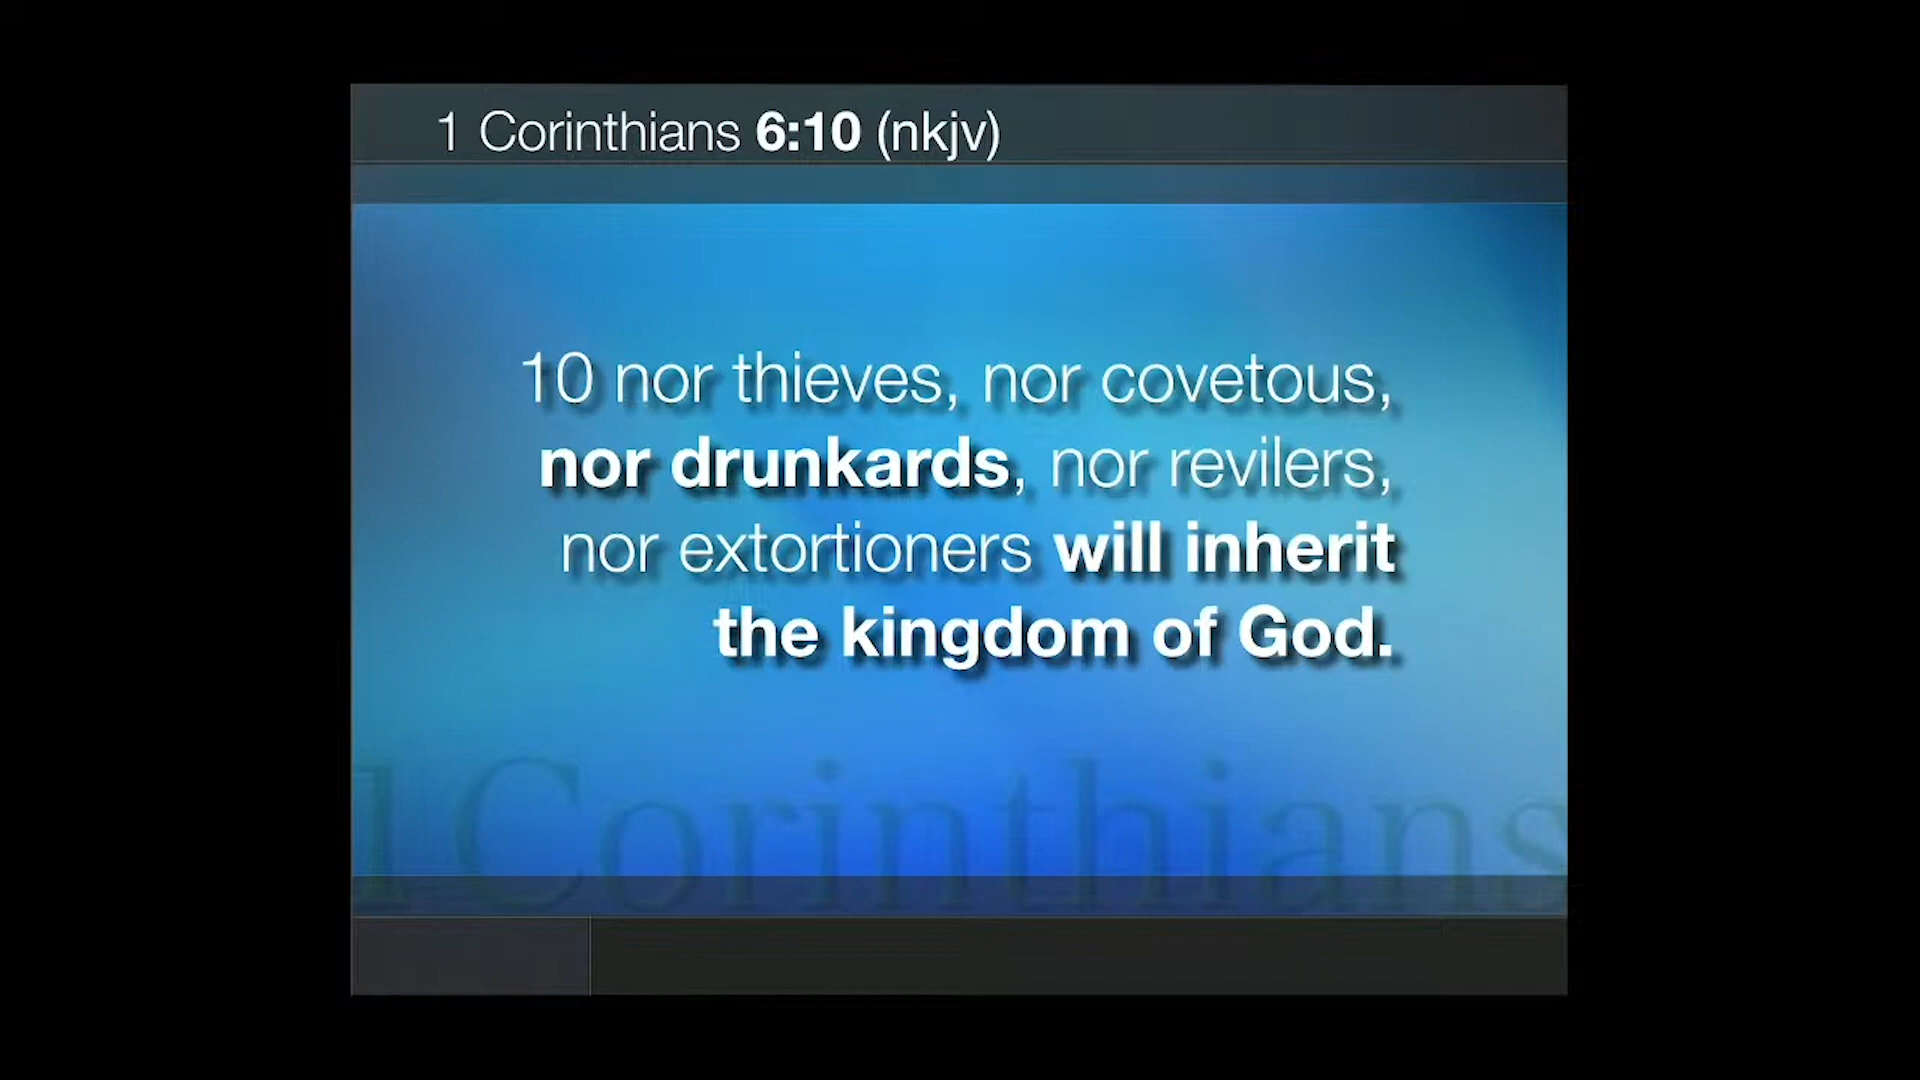 1 Corinthians 6:10 (nkjv)
10 nor thieves, nor covetous,
nor drunkards, nor revilers,
nor extortioners will inherit
the kingdom of God.
1 Corinthians